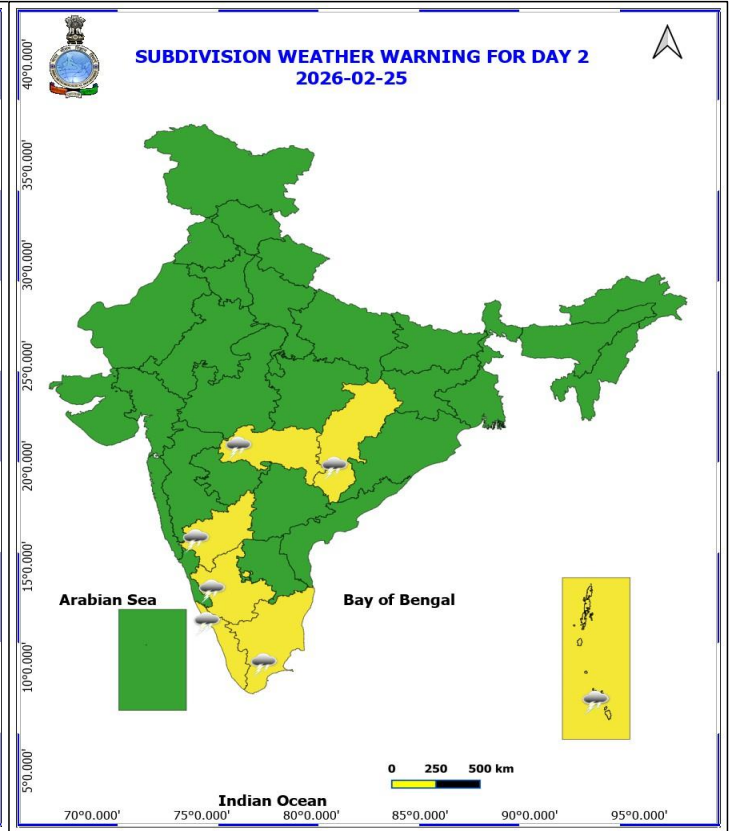 SUBDIVISION WEATHER WARNING FOR DAY 2
2026-02-25
40°0.000'
35°0.000'
30°0.000'
25°0.000'
20°0.000'
15°0.000'
10°0.000'
5°0.000'
Arabian Sea
Bay of Bengal
0 250 500 km
Indian Ocean
70°0.000' 75°0.000' 80°0.000' 85°0.000' 90°0.000' 95°0.000'